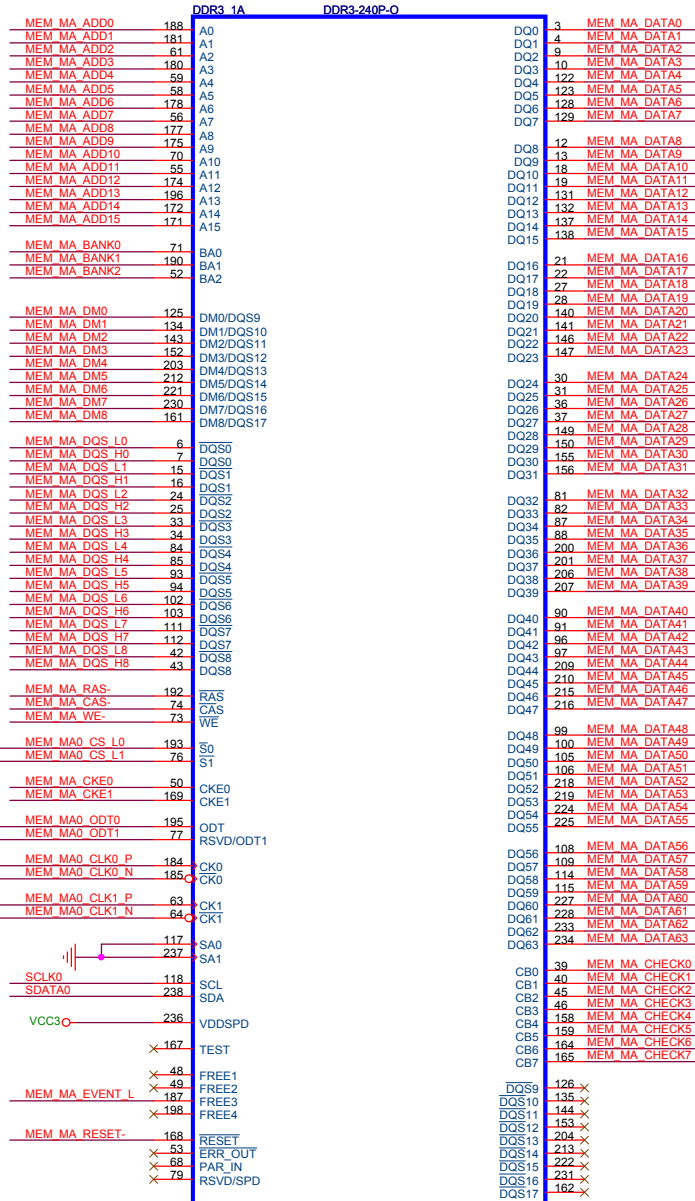 DDR3_1A DDR3-240P-O
MEM_MA_ADD0 188 A0 DQ0 3 MEM_MA_DATA0
MEM_MA_ADD1 181 A1 DQ1 4 MEM_MA_DATA1
MEM_MA_ADD2 61 A2 DQ2 9 MEM_MA_DATA2
MEM_MA_ADD3 180 A3 DQ3 10 MEM_MA_DATA3
MEM_MA_ADD4 59 A4 DQ4 122 MEM_MA_DATA4
MEM_MA_ADD5 58 A5 DQ5 123 MEM_MA_DATA5
MEM_MA_ADD6 178 A6 DQ6 128 MEM_MA_DATA6
MEM_MA_ADD7 56 A7 DQ7 129 MEM_MA_DATA7
MEM_MA_ADD8 177 A8
MEM_MA_ADD9 175 A9 DQ8 12 MEM_MA_DATA8
MEM_MA_ADD10 70 A10 DQ9 13 MEM_MA_DATA9
MEM_MA_ADD11 55 A11 DQ10 18 MEM_MA_DATA10
MEM_MA_ADD12 174 A12 DQ11 19 MEM_MA_DATA11
MEM_MA_ADD13 196 A13 DQ12 131 MEM_MA_DATA12
MEM_MA_ADD14 172 A14 DQ13 132 MEM_MA_DATA13
MEM_MA_ADD15 171 A15 DQ14 137 MEM_MA_DATA14
DQ15 138 MEM_MA_DATA15
MEM_MA_BANK0 71 BA0
MEM_MA_BANK1 190 BA1 DQ16 21 MEM_MA_DATA16
MEM_MA_BANK2 52 BA2 DQ17 22 MEM_MA_DATA17
DQ18 27 MEM_MA_DATA18
DQ19 28 MEM_MA_DATA19
MEM_MA_DM0 125 DM0/DQS9 DQ20 140 MEM_MA_DATA20
MEM_MA_DM1 134 DM1/DQS10 DQ21 141 MEM_MA_DATA21
MEM_MA_DM2 143 DM2/DQS11 DQ22 146 MEM_MA_DATA22
MEM_MA_DM3 152 DM3/DQS12 DQ23 147 MEM_MA_DATA23
MEM_MA_DM4 203 DM4/DQS13
MEM_MA_DM5 212 DM5/DQS14 DQ24 30 MEM_MA_DATA24
MEM_MA_DM6 221 DM6/DQS15 DQ25 31 MEM_MA_DATA25
MEM_MA_DM7 230 DM7/DQS16 DQ26 36 MEM_MA_DATA26
MEM_MA_DM8 161 DM8/DQS17 DQ27 37 MEM_MA_DATA27
DQ28 149 MEM_MA_DATA28
MEM_MA_DQS_L0 6 DQS0 DQ29 150 MEM_MA_DATA29
MEM_MA_DQS_H0 7 DQS0 DQ30 155 MEM_MA_DATA30
MEM_MA_DQS_L1 15 DQS1 DQ31 156 MEM_MA_DATA31
MEM_MA_DQS_H1 16 DQS1
MEM_MA_DQS_L2 24 DQS2 DQ32 81 MEM_MA_DATA32
MEM_MA_DQS_H2 25 DQS2 DQ33 82 MEM_MA_DATA33
MEM_MA_DQS_L3 33 DQS3 DQ34 87 MEM_MA_DATA34
MEM_MA_DQS_H3 34 DQS3 DQ35 88 MEM_MA_DATA35
MEM_MA_DQS_L4 84 DQS4 DQ36 200 MEM_MA_DATA36
MEM_MA_DQS_H4 85 DQS4 DQ37 201 MEM_MA_DATA37
MEM_MA_DQS_L5 93 DQS5 DQ38 206 MEM_MA_DATA38
MEM_MA_DQS_H5 94 DQS5 DQ39 207 MEM_MA_DATA39
MEM_MA_DQS_L6 102 DQS6
MEM_MA_DQS_H6 103 DQS6 DQ40 90 MEM_MA_DATA40
MEM_MA_DQS_L7 111 DQS7 DQ41 91 MEM_MA_DATA41
MEM_MA_DQS_H7 112 DQS7 DQ42 96 MEM_MA_DATA42
MEM_MA_DQS_L8 42 DQS8 DQ43 97 MEM_MA_DATA43
MEM_MA_DQS_H8 43 DQS8 DQ44 209 MEM_MA_DATA44
DQ45 210 MEM_MA_DATA45
MEM_MA_RAS- 192 RAS DQ46 215 MEM_MA_DATA46
MEM_MA_CAS- 74 CAS DQ47 216 MEM_MA_DATA47
MEM_MA_WE- 73 WE
DQ48 99 MEM_MA_DATA48
MEM_MA0_CS_L0 193 S0 DQ49 100 MEM_MA_DATA49
MEM_MA0_CS_L1 76 S1 DQ50 105 MEM_MA_DATA50
DQ51 106 MEM_MA_DATA51
MEM_MA_CKE0 50 CKE0 DQ52 218 MEM_MA_DATA52
MEM_MA_CKE1 169 CKE1 DQ53 219 MEM_MA_DATA53
DQ54 224 MEM_MA_DATA54
MEM_MA0_ODT0 195 ODT DQ55 225 MEM_MA_DATA55
MEM_MA0_ODT1 77 RSVD/ODT1
DQ56 108 MEM_MA_DATA56
MEM_MA0_CLK0_P 184 CK0 DQ57 109 MEM_MA_DATA57
MEM_MA0_CLK0_N 185 CK0 DQ58 114 MEM_MA_DATA58
DQ59 115 MEM_MA_DATA59
MEM_MA0_CLK1_P 63 CK1 DQ60 227 MEM_MA_DATA60
MEM_MA0_CLK1_N 64 CK1 DQ61 228 MEM_MA_DATA61
DQ62 233 MEM_MA_DATA62
117 SA0 DQ63 234 MEM_MA_DATA63
237 SA1
CB0 39 MEM_MA_CHECK0
SCLK0 118 SCL CB1 40 MEM_MA_CHECK1
SDATA0 238 SDA CB2 45 MEM_MA_CHECK2
CB3 46 MEM_MA_CHECK3
VCC3 236 VDDSPD CB4 158 MEM_MA_CHECK4
CB5 159 MEM_MA_CHECK5
167 TEST CB6 164 MEM_MA_CHECK6
CB7 165 MEM_MA_CHECK7
48 FREE1
49 FREE2 DQS9 126
MEM_MA_EVENT_L 187 FREE3 DQS10 135
198 FREE4 DQS11 144
DQS12 153
MEM_MA_RESET- 168 RESET DQS13 204
53 ERR_OUT DQS14 213
68 PAR_IN DQS15 222
79 RSVD/SPD DQS16 231
DQS17 162